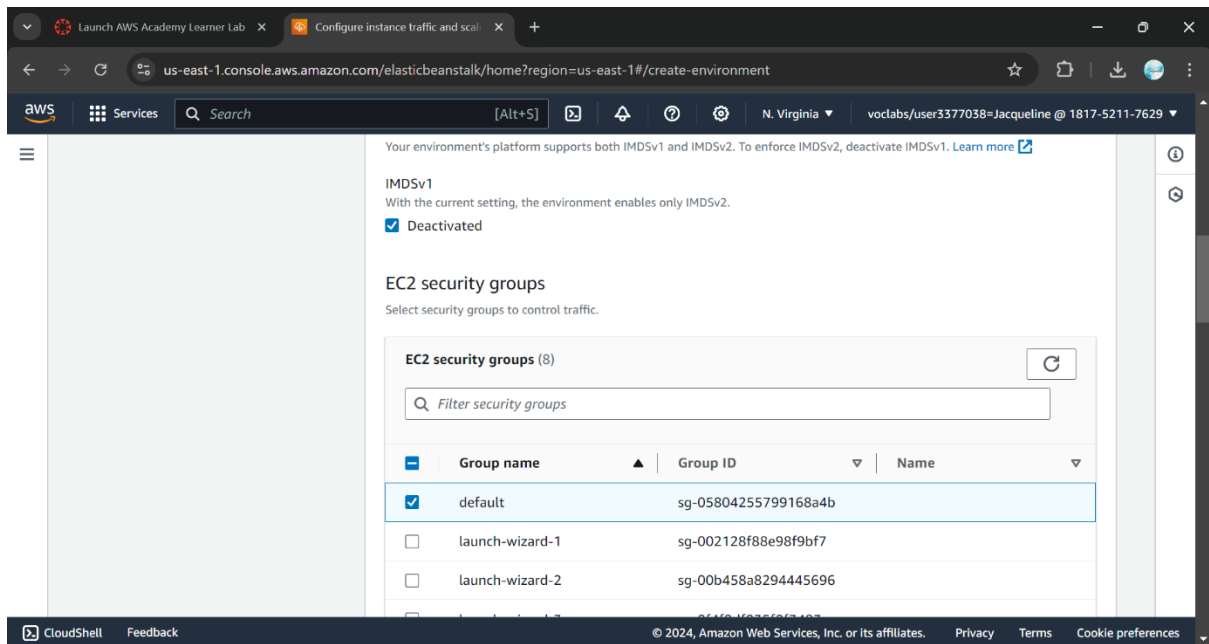 Launch AWS Academy Learner Lab
Configure instance traffic and scali
us-east-1.console.aws.amazon.com/elasticbeanstalk/home?region=us-east-1#/create-environment
aws Services Search [Alt+S] N. Virginia voclabs/user3377038=Jacqueline @ 1817-5211-7629
Your environment's platform supports both IMDSv1 and IMDSv2. To enforce IMDSv2, deactivate IMDSv1. Learn more
IMDSv1
With the current setting, the environment enables only IMDSv2.
Deactivated
EC2 security groups
Select security groups to control traffic.
EC2 security groups (8)
Filter security groups
Group name Group ID Name
default sg-05804255799168a4b
launch-wizard-1 sg-002128f88e98f9bf7
launch-wizard-2 sg-00b458a8294445696
CloudShell Feedback © 2024, Amazon Web Services, Inc. or its affiliates. Privacy Terms Cookie preferences